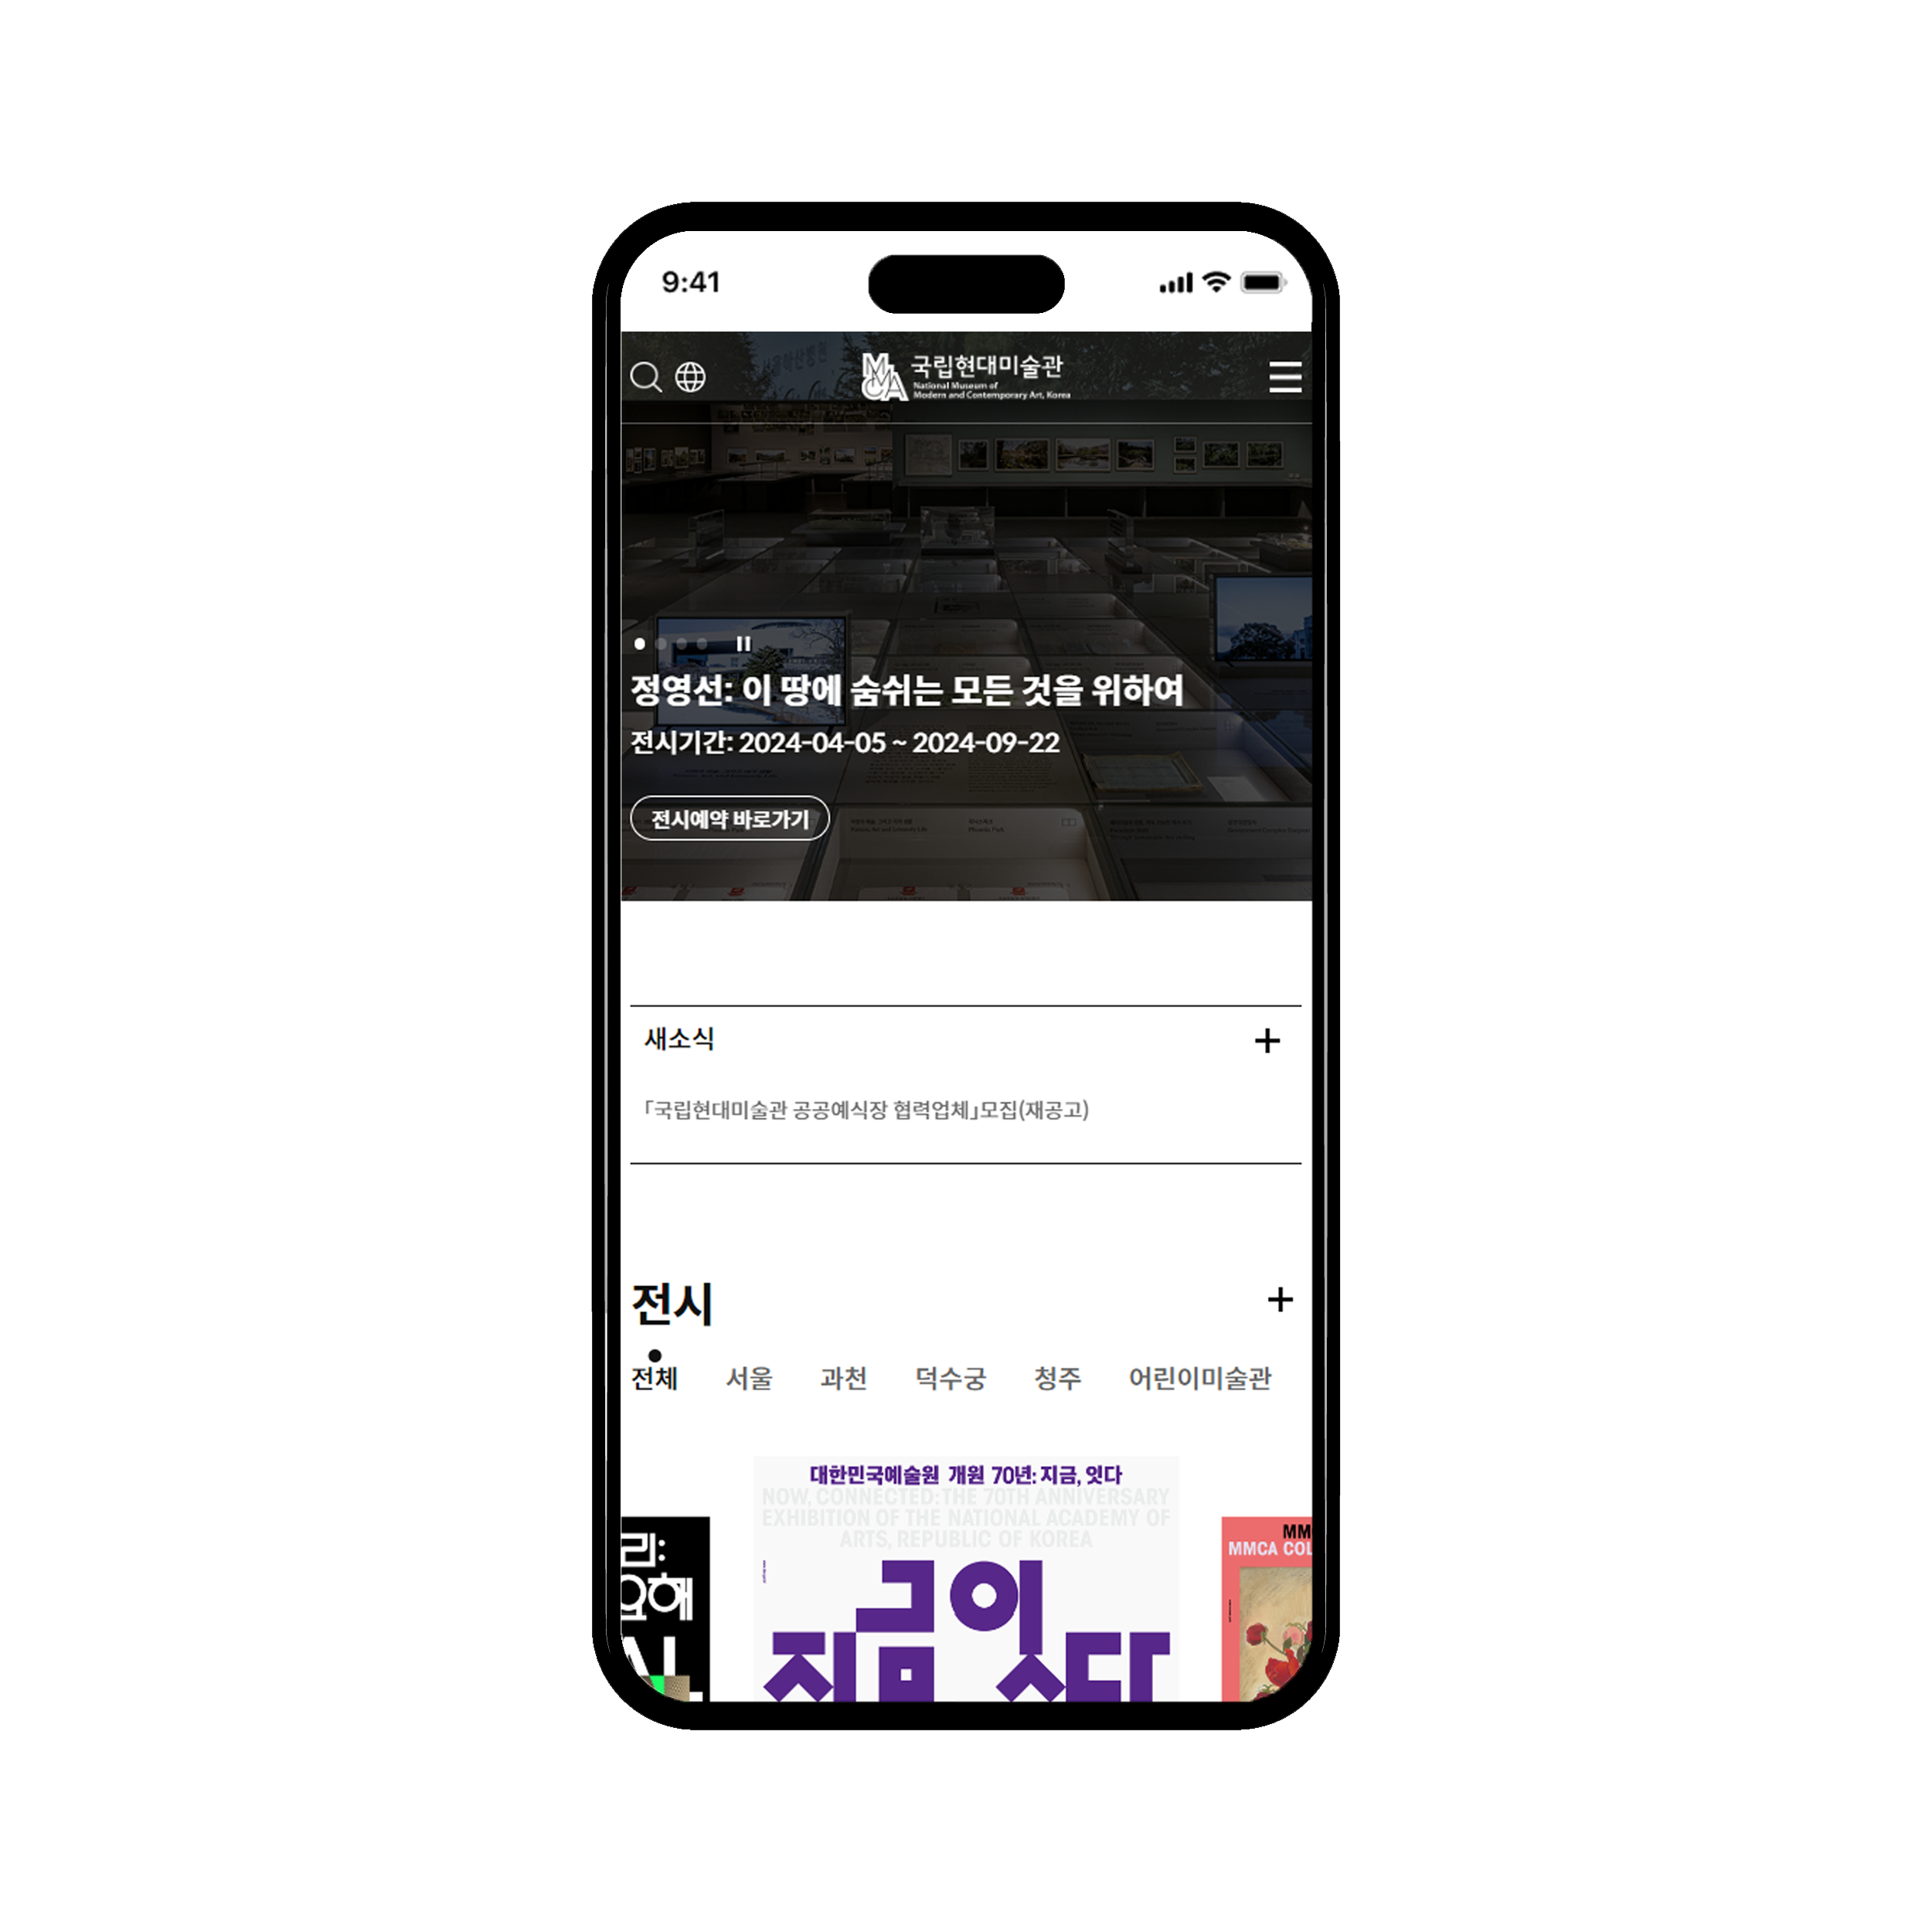 9:41
국립현대미술관
National Museum of
Modern and Contemporary Art, Korea
정영선: 이 땅에 숨쉬는 모든 것을 위하여
전시기간: 2024-04-05 ~ 2024-09-22
전시예약 바로가기
새소식
「국립현대미술관 공공예식장 협력업체」모집(재공고)
전시
전체 서울 과천 덕수궁 청주 어린이미술관
대한민국예술원 개원 70년: 지금, 잇다
NOW, CONNECTED: THE 70TH ANNIVERSARY
EXHIBITION OF THE NATIONAL ACADEMY OF
ARTS, REPUBLIC OF KOREA
지금 잇다
리:
요해
MM
MMCA COL